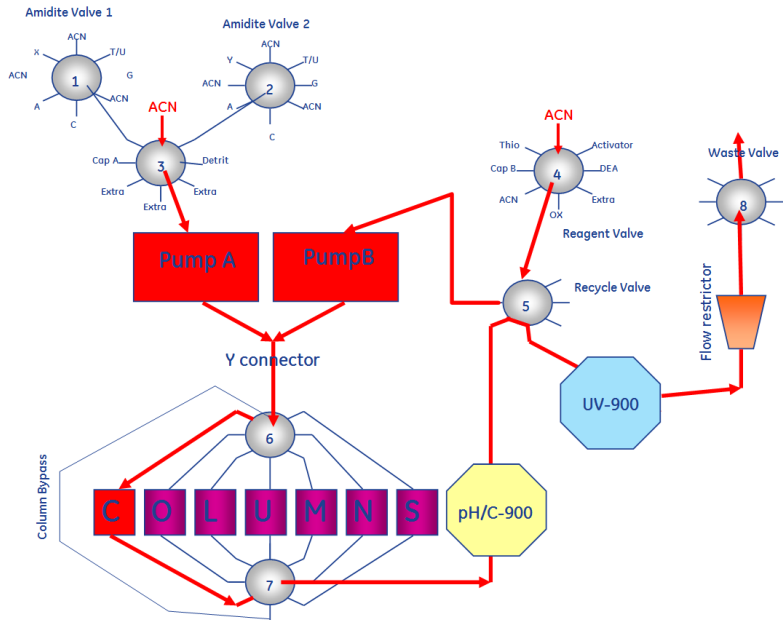 Amidite Valve 1
ACN
X
T/U
ACN
1
G
A
ACN
C
Amidite Valve 2
ACN
Y
T/U
ACN
2
G
A
ACN
C
ACN
Cap A
3
Detrit
Extra
Extra
Extra
ACN
Thio
Activator
Cap B
4
DEA
ACN
Extra
OX
Reagent Valve
Waste Valve
8
Pump A
PumpB
5
Recycle Valve
Flow restrictor
Y connector
UV-900
6
Column Bypass
C O L U M N S
pH/C-900
7